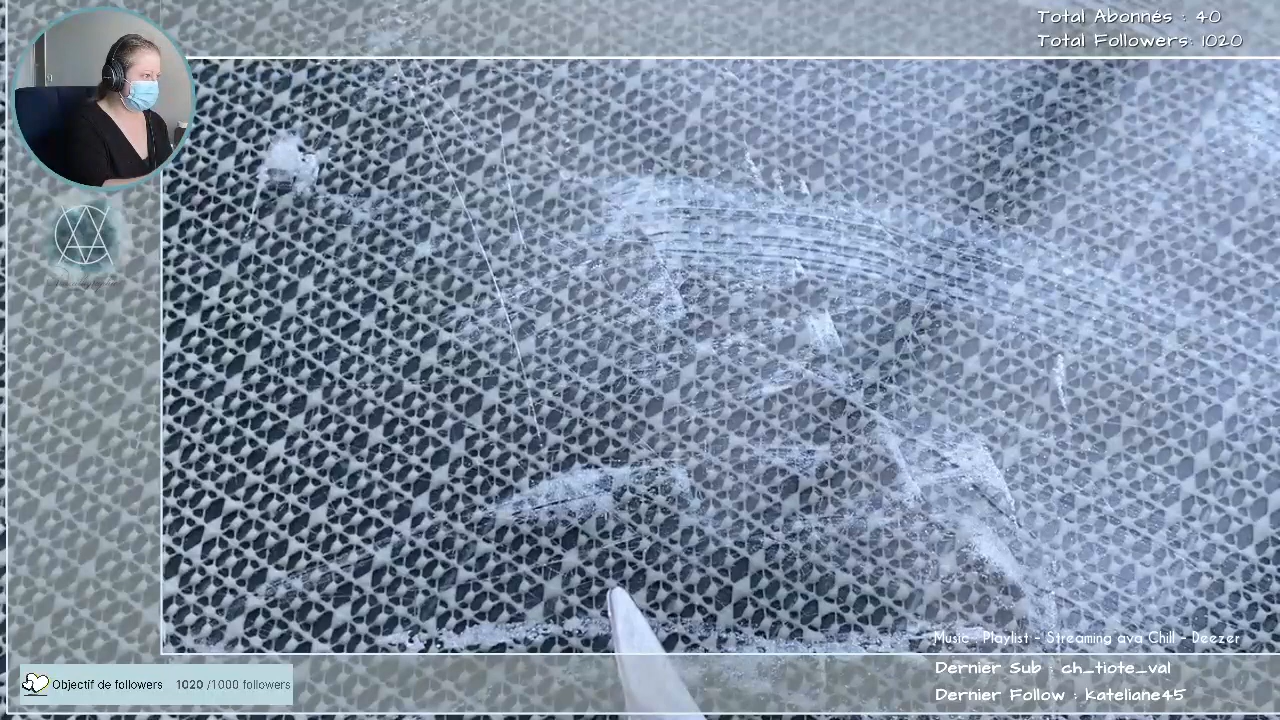 Total Abonnés : 40
Total Followers: 1020
Music : Playlist - Streaming ava Chill - Deezer
Dernier Sub : ch_tiote_val
Dernier Follow : kateliane45
Objectif de followers 1020 /1000 followers